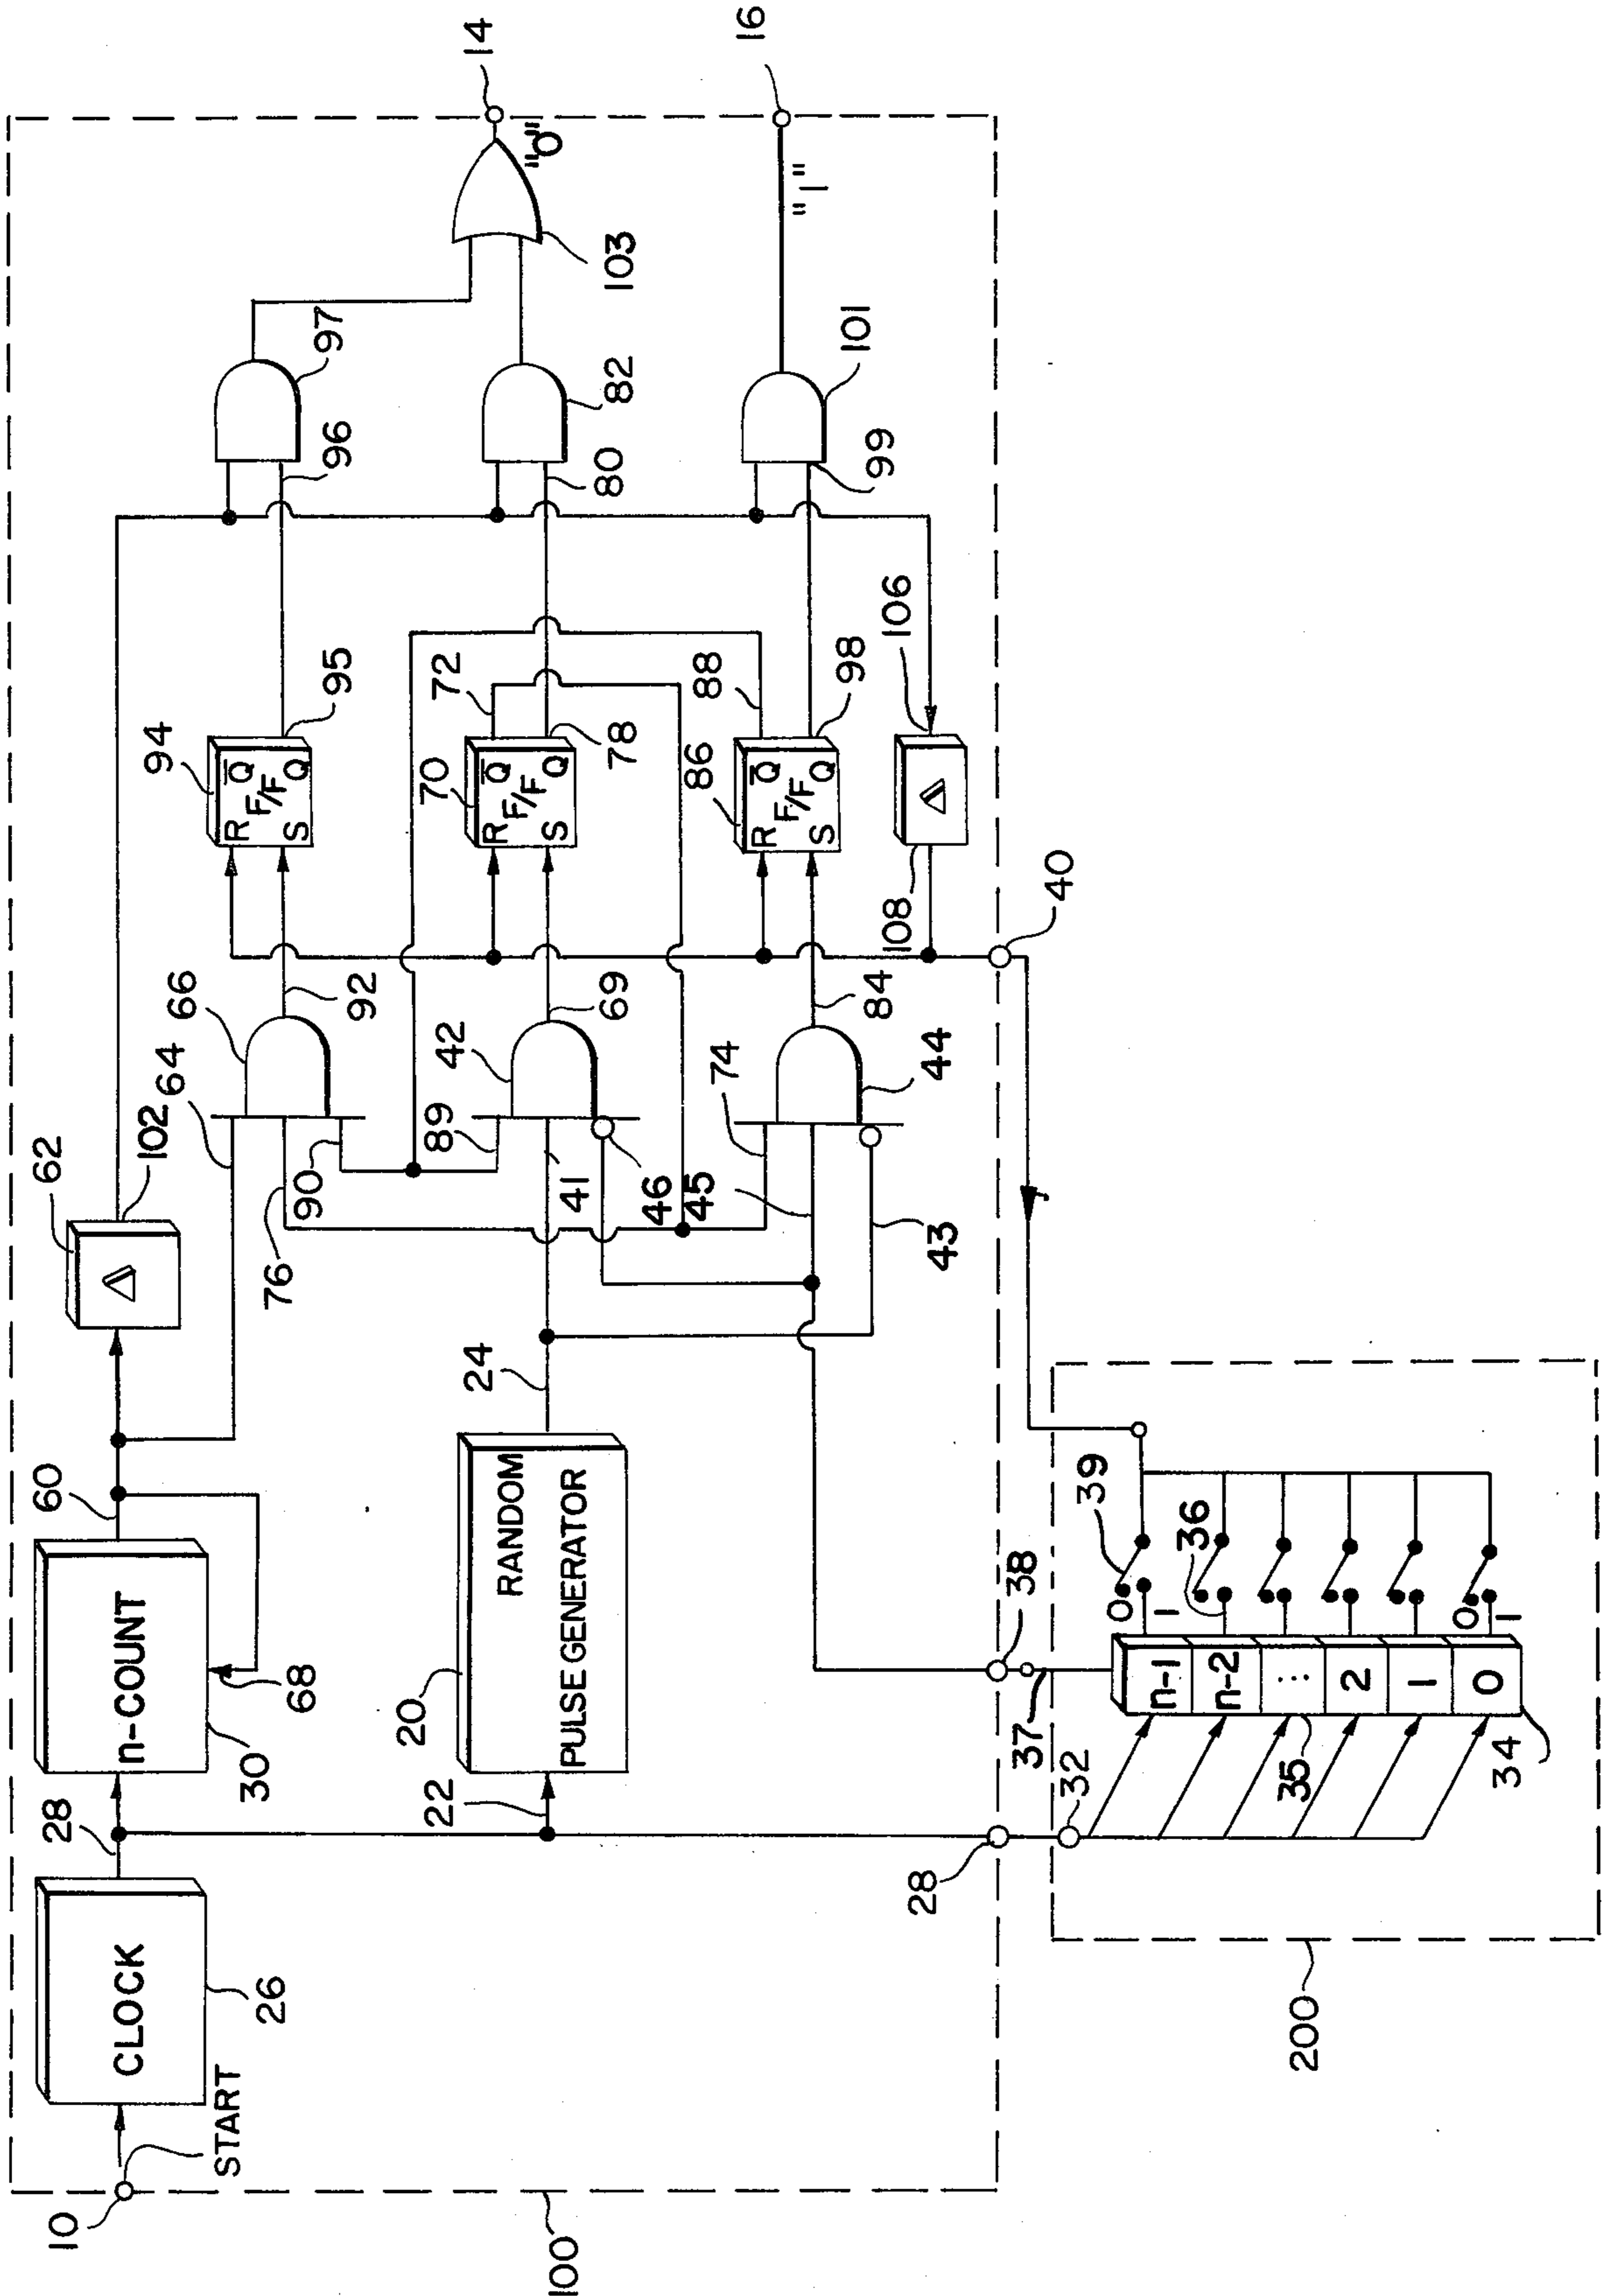 10
START
CLOCK
26
28
n-COUNT
30
68
60
62
Δ
102
64
66
76
90
92
94
R
Q̅
F/F
S
Q
95
96
97
22
20
RANDOM
PULSE GENERATOR
24
41
89
42
46
69
70
R
Q̅
F/F
S
Q
72
78
80
82
103
"0"
14
45
74
43
44
84
86
R
Q̅
F/F
S
Q
88
98
99
101
"1"
16
106
Δ
108
40
100
28
32
38
37
n-1
n-2
...
2
1
0
35
34
36
39
0
1
0
1
200